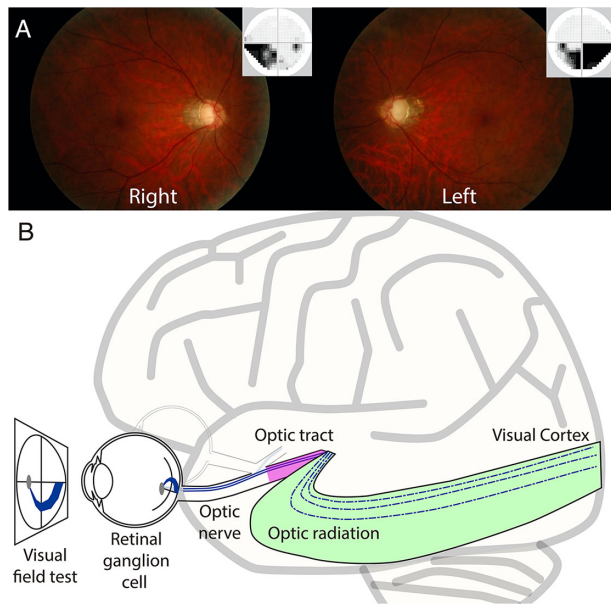 A
Right
Left
B
Optic tract
Visual Cortex
Optic
nerve
Optic radiation
Visual
field test
Retinal
ganglion
cell